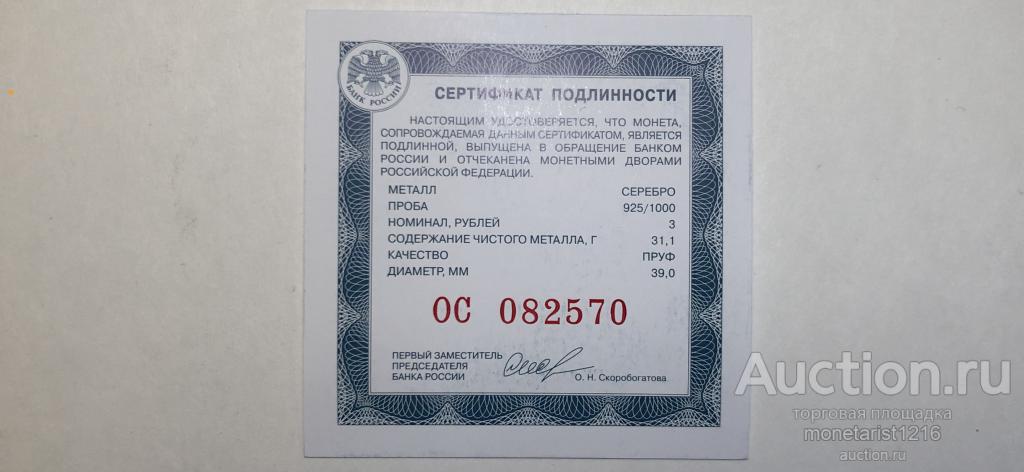 БАНК РОССИИ
СЕРТИФИКАТ ПОДЛИННОСТИ
НАСТОЯЩИМ УДОСТОВЕРЯЕТСЯ, ЧТО МОНЕТА,
СОПРОВОЖДАЕМАЯ ДАННЫМ СЕРТИФИКАТОМ, ЯВЛЯЕТСЯ
ПОДЛИННОЙ, ВЫПУЩЕНА В ОБРАЩЕНИЕ БАНКОМ
РОССИИ И ОТЧЕКАНЕНА МОНЕТНЫМИ ДВОРАМИ
РОССИЙСКОЙ ФЕДЕРАЦИИ.
МЕТАЛЛ СЕРЕБРО
ПРОБА 925/1000
НОМИНАЛ, РУБЛЕЙ 3
СОДЕРЖАНИЕ ЧИСТОГО МЕТАЛЛА, Г 31,1
КАЧЕСТВО ПРУФ
ДИАМЕТР, ММ 39,0
ОС 082570
ПЕРВЫЙ ЗАМЕСТИТЕЛЬ
ПРЕДСЕДАТЕЛЯ
БАНКА РОССИИ О. Н. Скоробогатова
Auction.ru
торговая площадка
monetarist1216
auction.ru